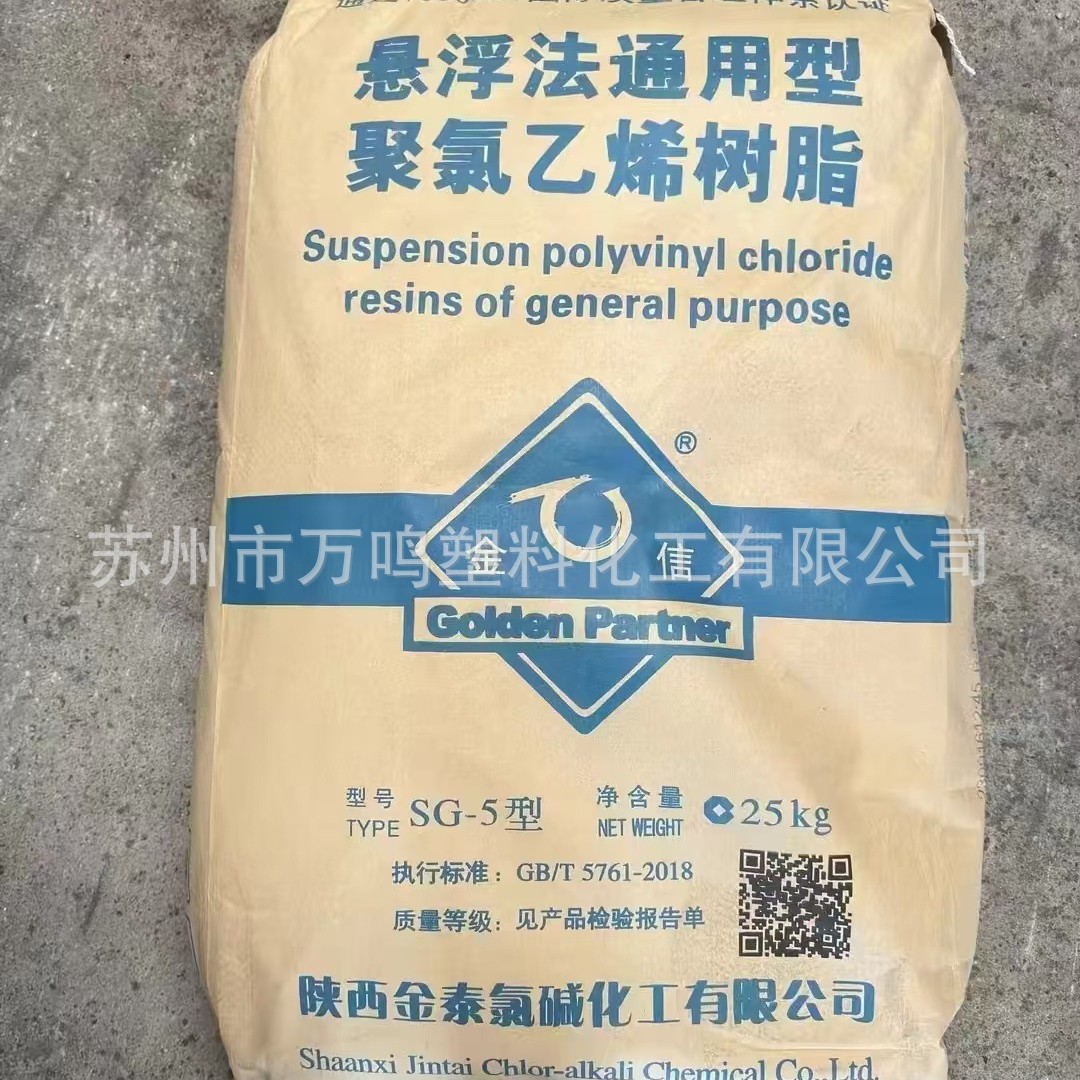 悬浮法通用型
聚氯乙烯树脂
Suspension polyvinyl chloride
resins of general purpose
®
金 信
苏州市万鸣塑料化工有限公司
Golden Partner
型号 TYPE SG-5型 净含量 NET WEIGHT 25kg
执行标准：GB/T 5761-2018
质量等级：见产品检验报告单
陕西金泰氯碱化工有限公司
Shaanxi Jintai Chlor-alkali Chemical Co.,Ltd.